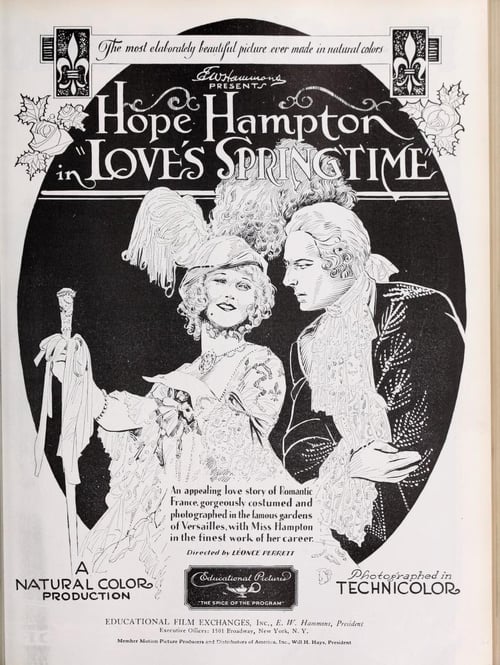 The most elaborately beautiful picture ever made in natural colors
E.W. Hammons
PRESENTS
Hope Hampton
in "LOVE'S SPRINGTIME"
An appealing love story of Romantic
France, gorgeously costumed and
photographed in the famous gardens
of Versailles, with Miss Hampton
in the finest work of her career.
Directed by LÉONCE PERRET
A
NATURAL COLOR
PRODUCTION
Educational Pictures
"THE SPICE OF THE PROGRAM"
Photographed in
TECHNICOLOR
EDUCATIONAL FILM EXCHANGES, Inc., E. W. Hammons, President
Executive Offices: 1501 Broadway, New York, N. Y.
Member Motion Picture Producers and Distributors of America, Inc., Will H. Hays, President